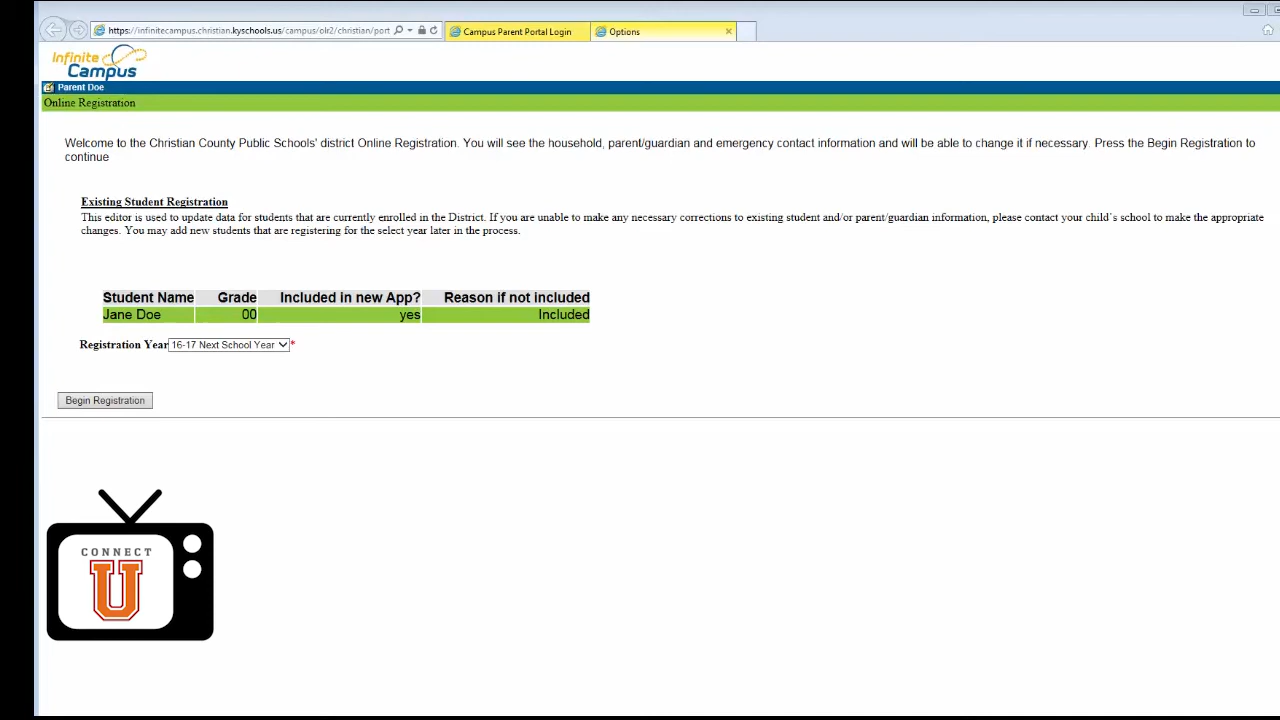 https://infinitecampus.christian.kyschools.us/campus/olr2/christian/port
Campus Parent Portal Login
Options
Infinite
Campus
Parent Doe
Online Registration
Welcome to the Christian County Public Schools' district Online Registration. You will see the household, parent/guardian and emergency contact information and will be able to change it if necessary. Press the Begin Registration to
continue
Existing Student Registration
This editor is used to update data for students that are currently enrolled in the District. If you are unable to make any necessary corrections to existing student and/or parent/guardian information, please contact your child´s school to make the appropriate
changes. You may add new students that are registering for the select year later in the process.
Student Name Grade Included in new App? Reason if not included
Jane Doe 00 yes Included
Registration Year 16-17 Next School Year *
Begin Registration
CONNECT
U